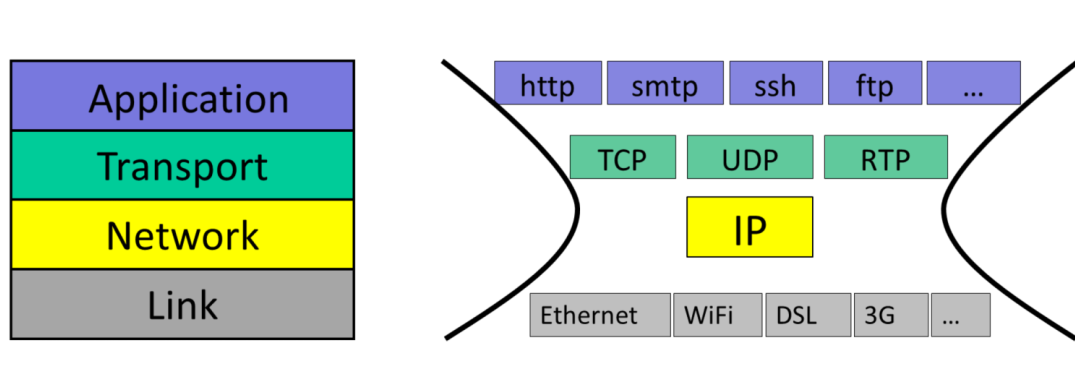 Application
Transport
Network
Link
http smtp ssh ftp ...
TCP UDP RTP
IP
Ethernet WiFi DSL 3G ...